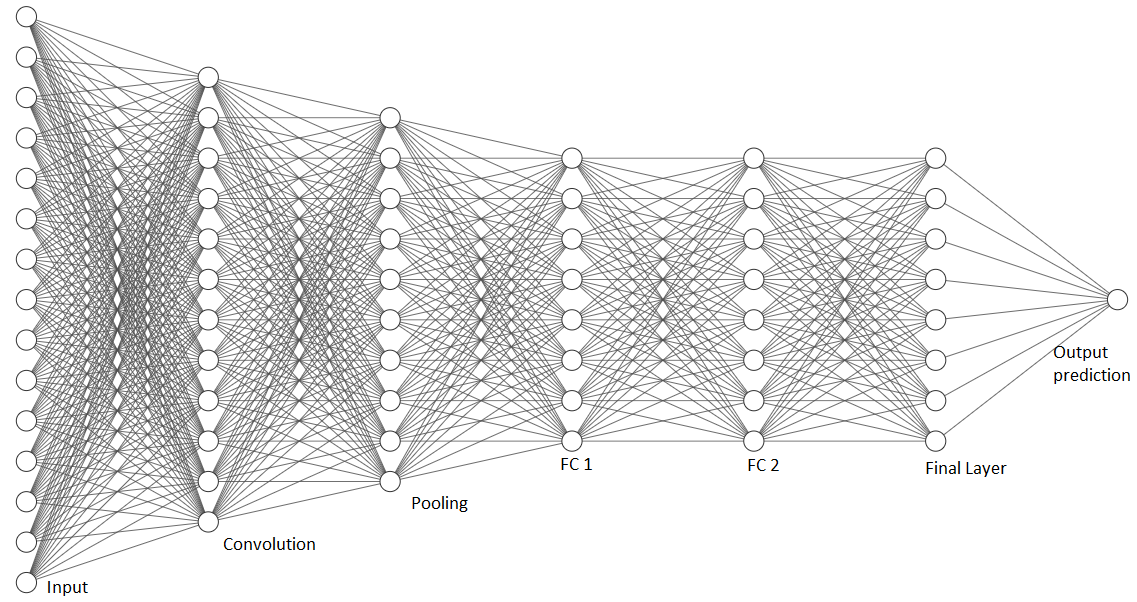 Input
Convolution
Pooling
FC 1
FC 2
Final Layer
Output
prediction